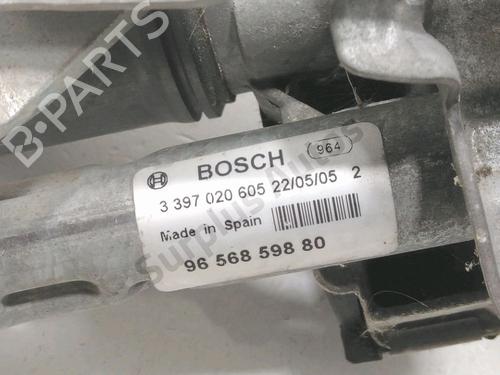 B-PARTS
BOSCH 964
3 397 020 605 22/05/05 2
Made in Spain
96 568 598 80
Surplus Autos